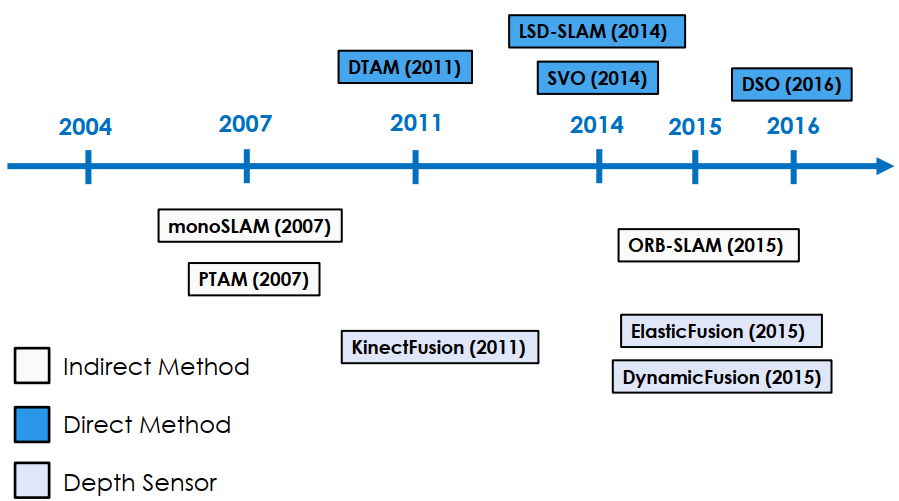 LSD-SLAM (2014)
DTAM (2011)
SVO (2014)
DSO (2016)
2004
2007
2011
2014
2015
2016
monoSLAM (2007)
ORB-SLAM (2015)
PTAM (2007)
ElasticFusion (2015)
KinectFusion (2011)
DynamicFusion (2015)
Indirect Method
Direct Method
Depth Sensor